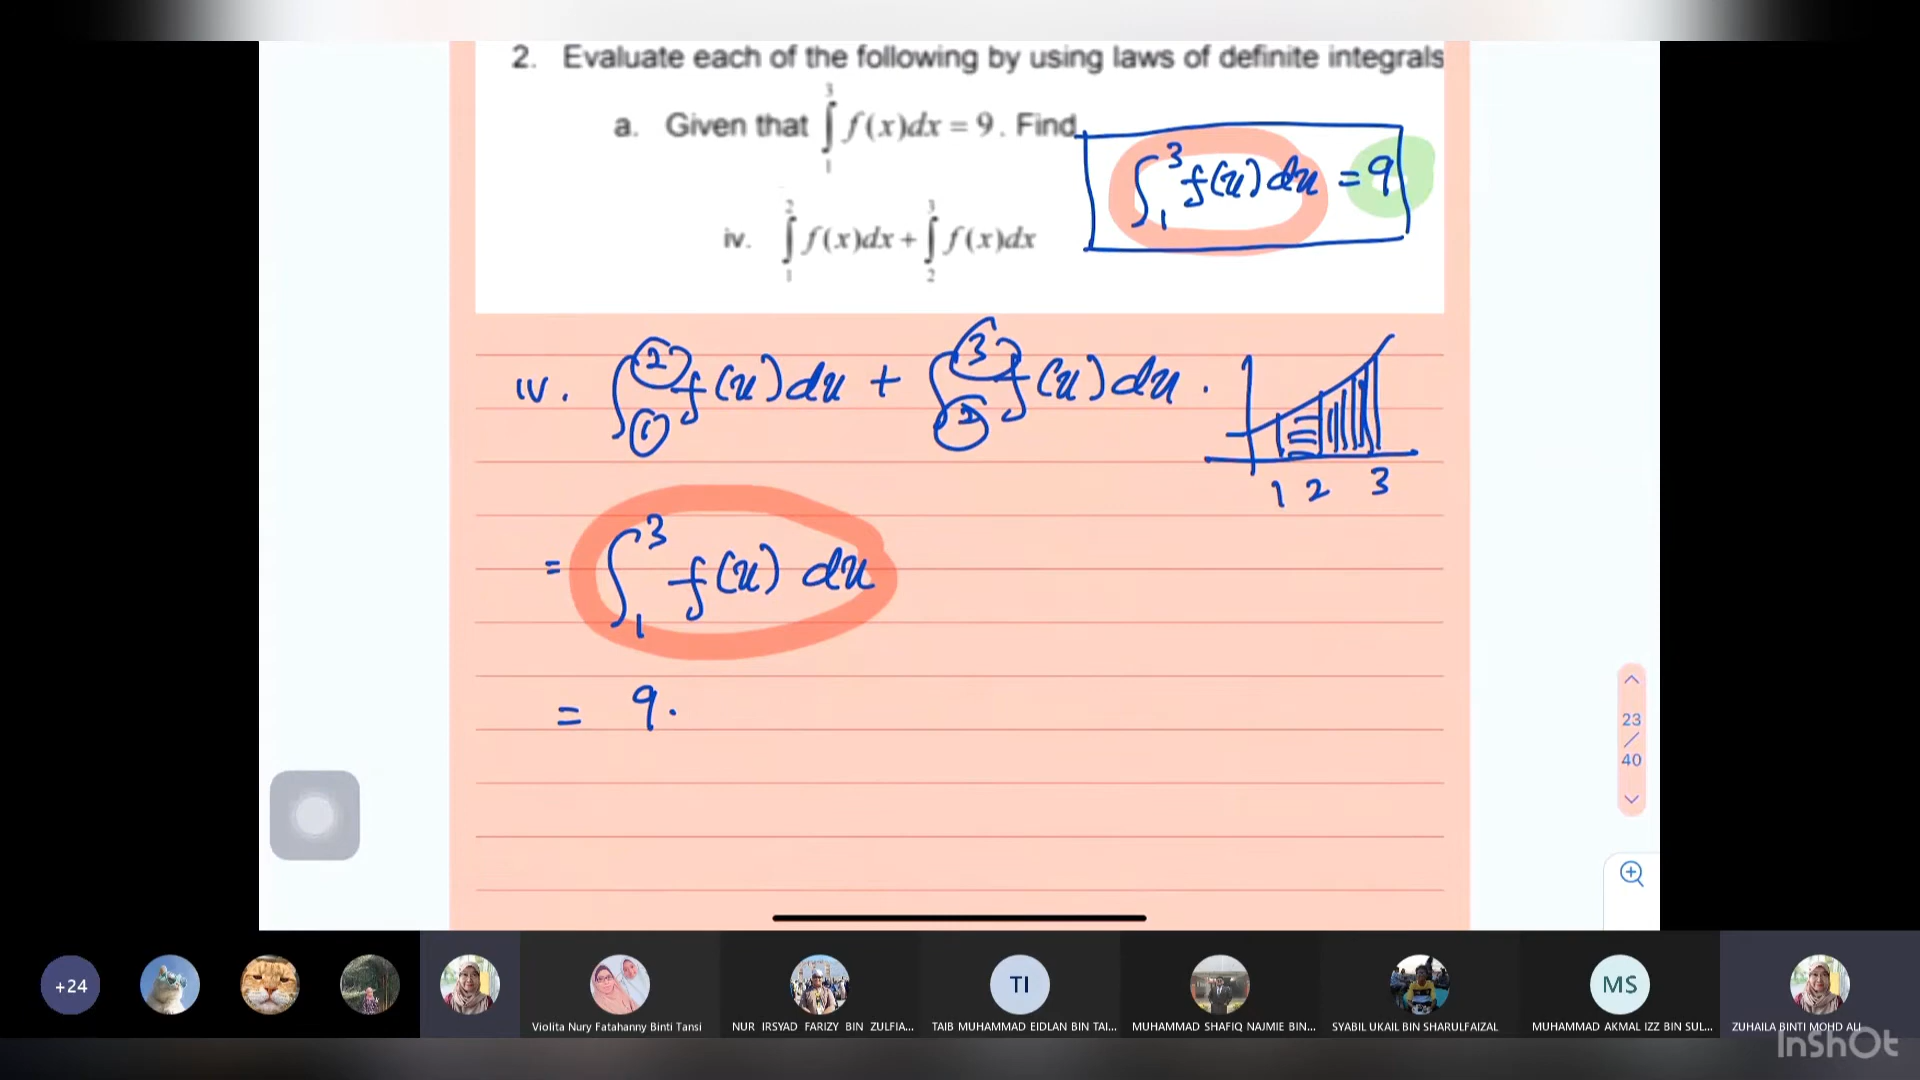 2. Evaluate each of the following by using laws of definite integrals
a. Given that ∫₁³ f(x)dx = 9. Find
∫₁³ f(x) dx = 9
iv. ∫₁² f(x)dx + ∫₂³ f(x)dx
iv. ∫₁² f(x) dx + ∫₂³ f(x) dx.
1 2 3
= ∫₁³ f(x) dx
= 9.
23
/
40
+24
TI
MS
Violita Nury Fatahanny Binti Tansi
NUR IRSYAD FARIZY BIN ZULFIA...
TAIB MUHAMMAD EIDLAN BIN TAI...
MUHAMMAD SHAFIQ NAJMIE BIN...
SYABIL UKAIL BIN SHARULFAIZAL
MUHAMMAD AKMAL IZZ BIN SUL...
ZUHAILA BINTI MOHD ALI
InShOt